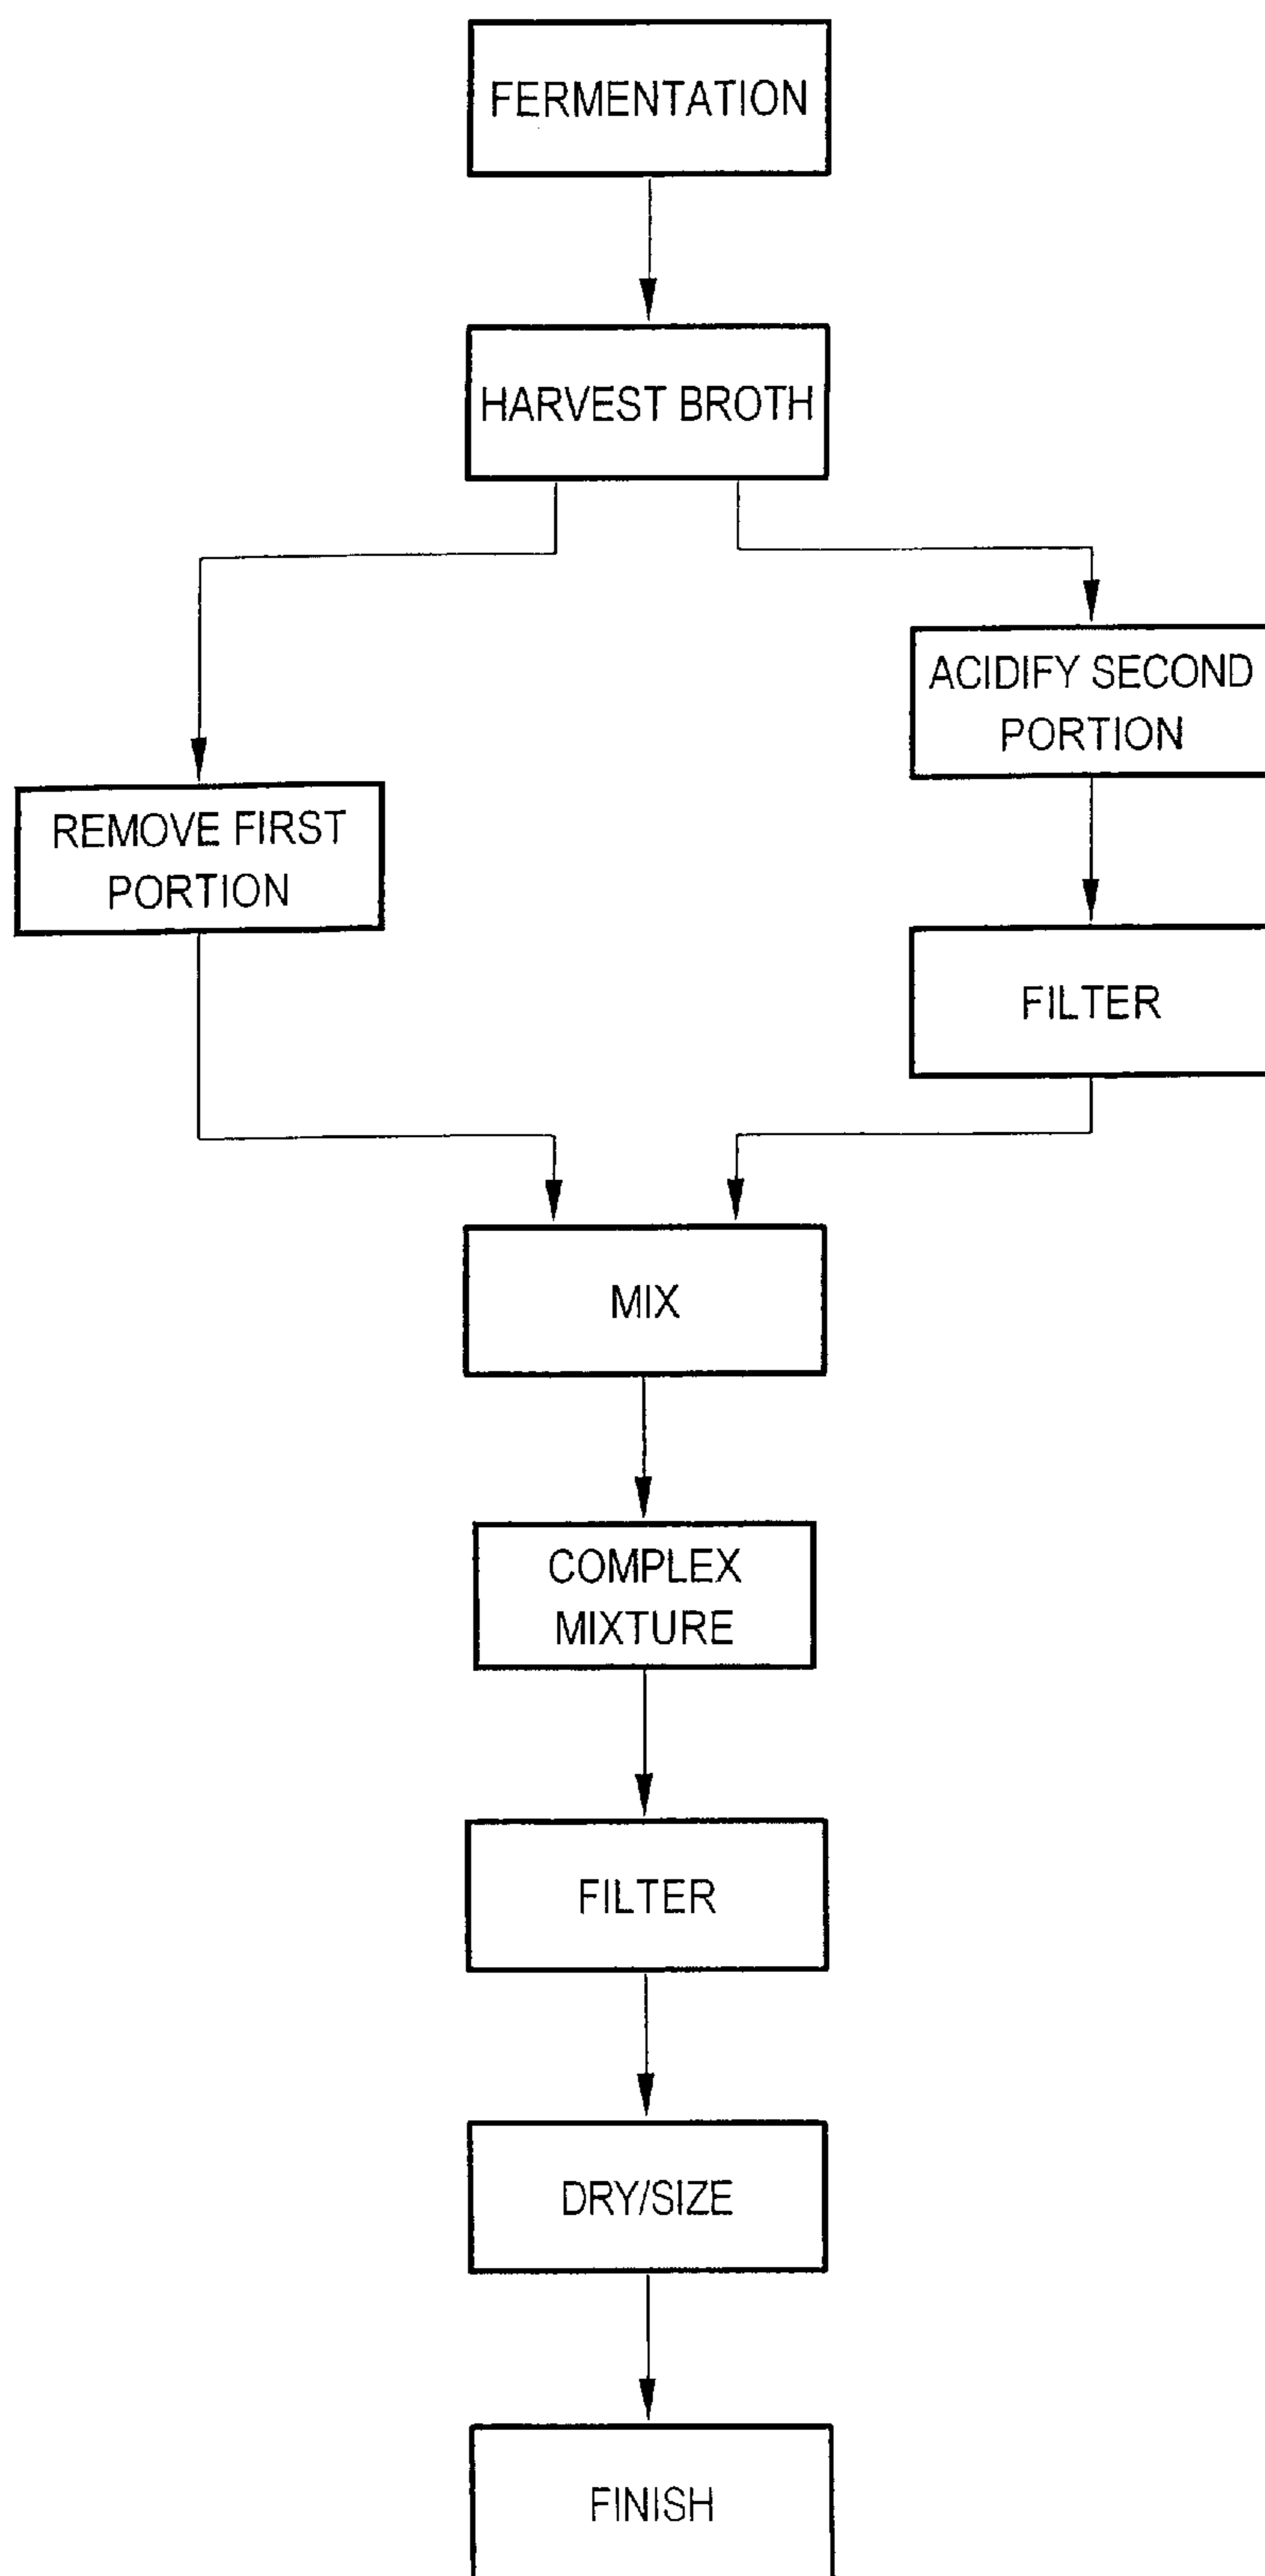 FERMENTATION
HARVEST BROTH
ACIDIFY SECOND
PORTION
REMOVE FIRST
PORTION
FILTER
MIX
COMPLEX
MIXTURE
FILTER
DRY/SIZE
FINISH